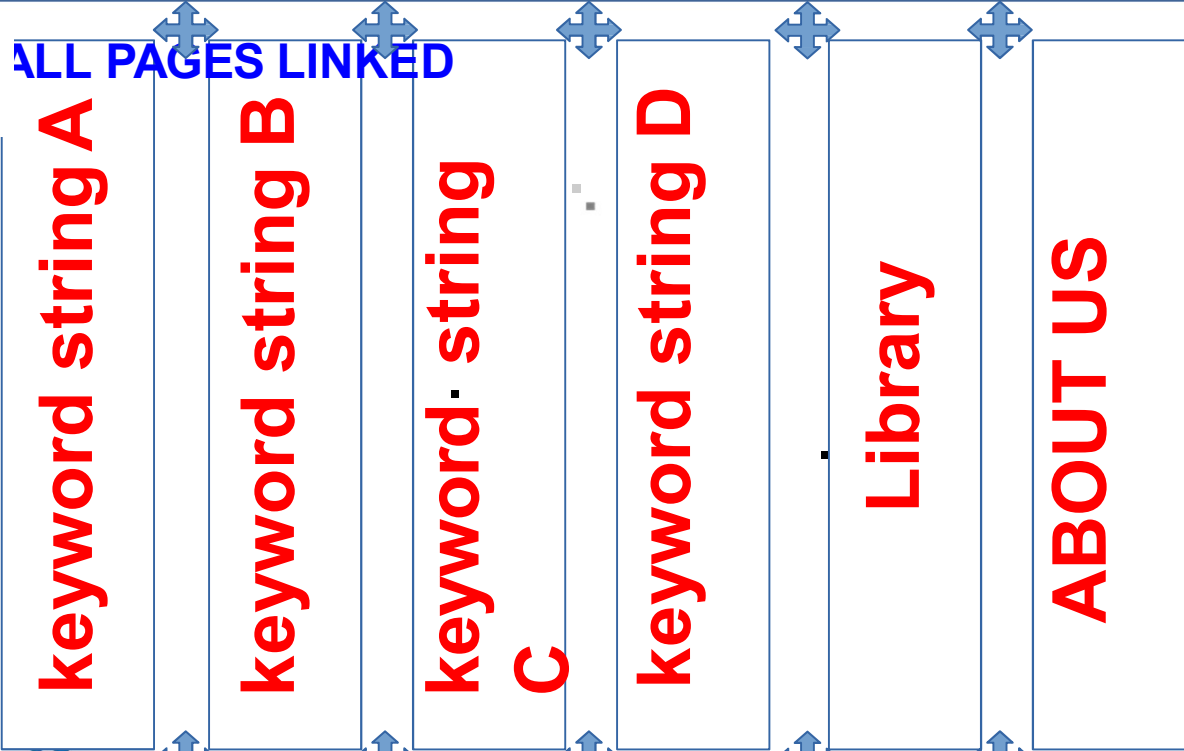 ALL PAGES LINKED
keyword string A
keyword string B
keyword string
C
keyword string D
Library
ABOUT US